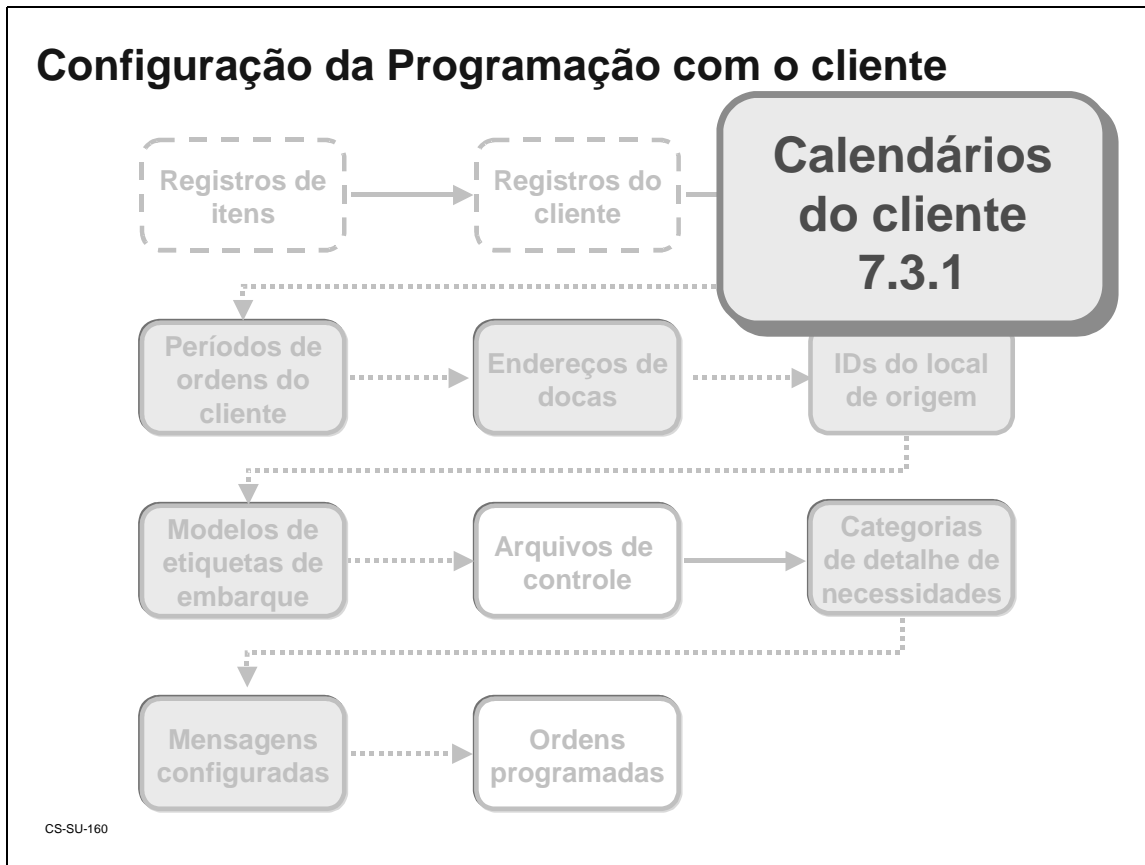 Configuração da Programação com o cliente
Registros de
itens
Registros do
cliente
Calendários
do cliente
7.3.1
Períodos de
ordens do
cliente
Endereços de
docas
IDs do local
de origem
Modelos de
etiquetas de
embarque
Arquivos de
controle
Categorias
de detalhe de
necessidades
Mensagens
configuradas
Ordens
programadas
CS-SU-160